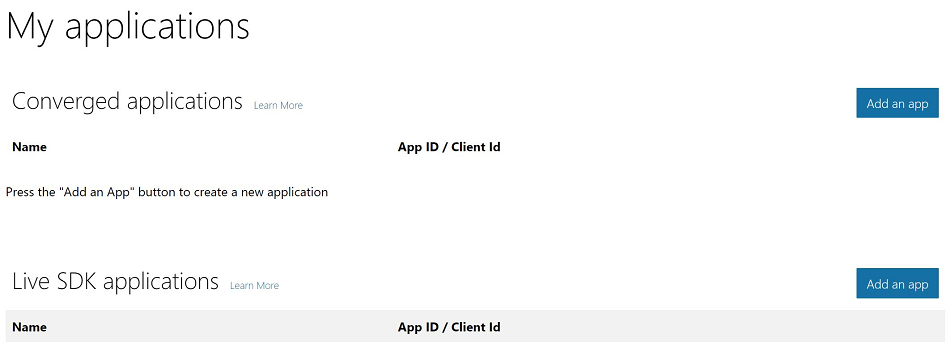 My applications
Converged applications Learn More Add an app
Name App ID / Client Id
Press the "Add an App" button to create a new application
Live SDK applications Learn More Add an app
Name App ID / Client Id